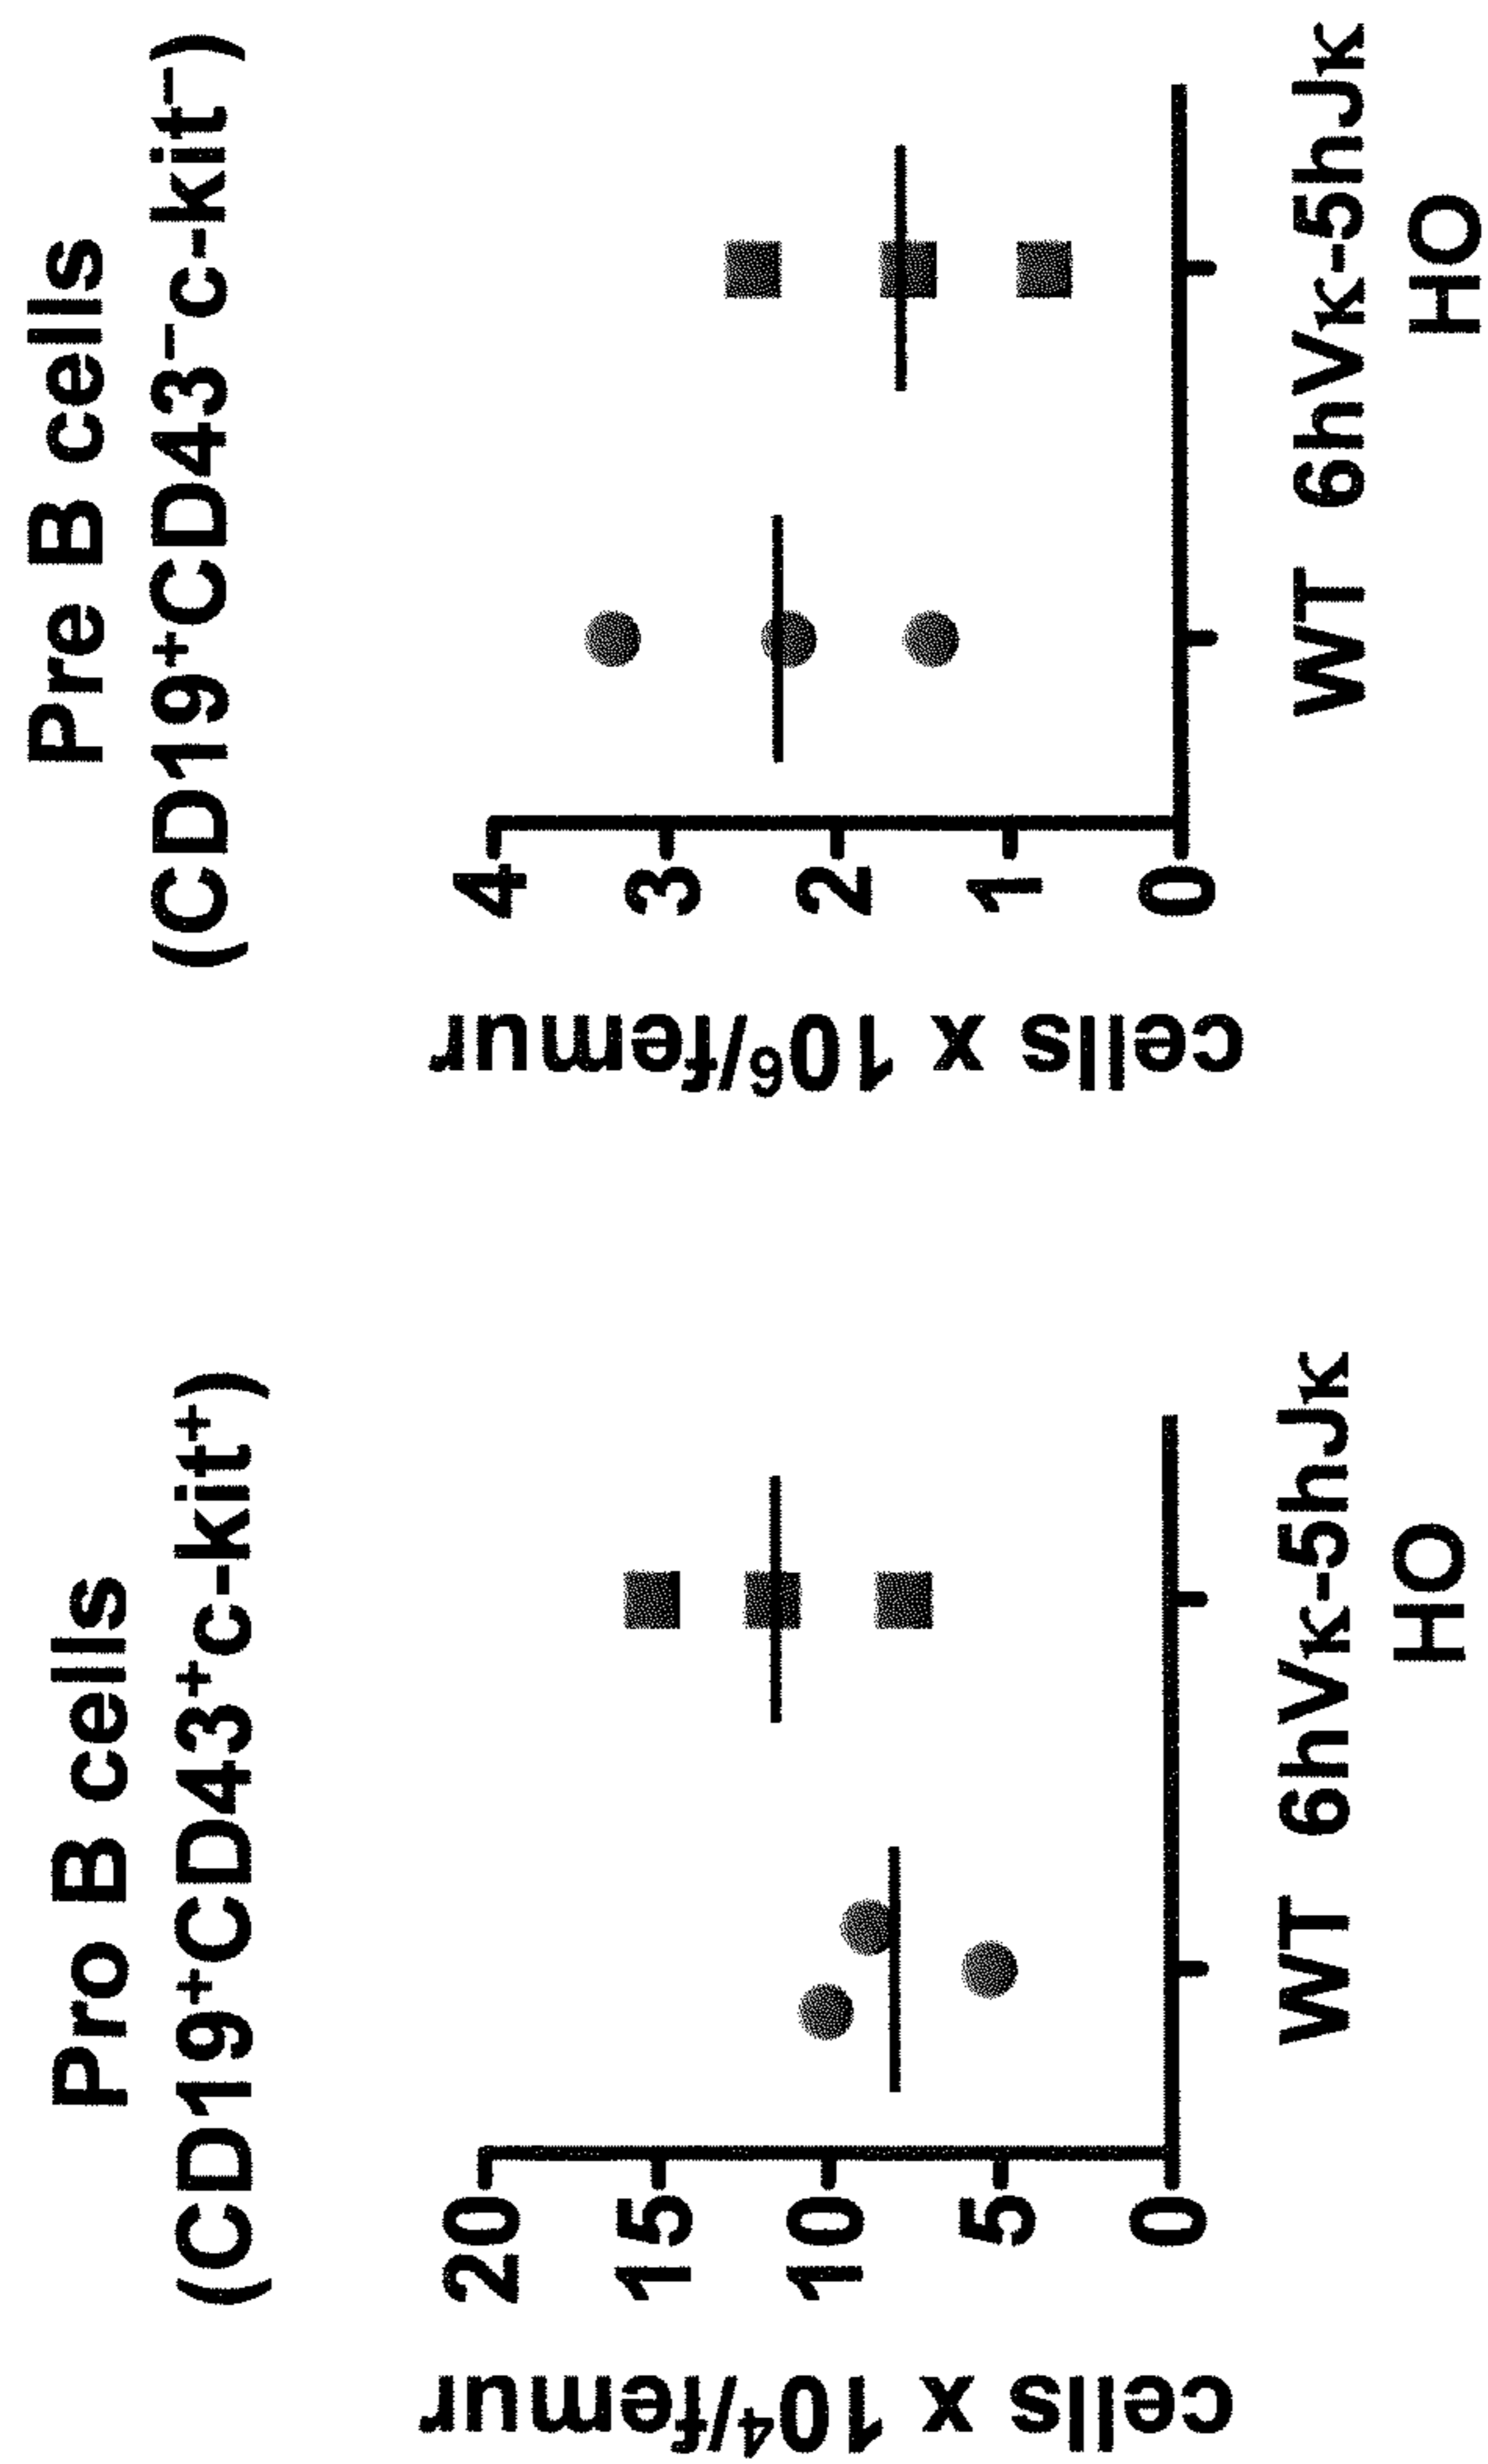 Pro B cells
(CD19⁺CD43⁺c-kit⁺)
cells x 10⁴/femur
20
15
10
5
0
WT 6hVκ-5hJκ
HO
Pre B cells
(CD19⁺CD43⁻c-kit⁻)
cells x 10⁶/femur
4
3
2
1
0
WT 6hVκ-5hJκ
HO